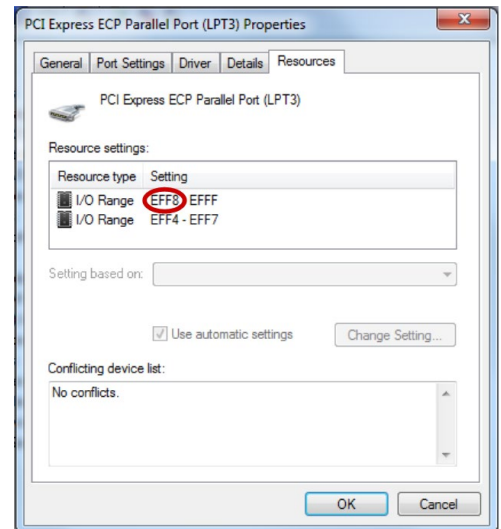 PCI Express ECP Parallel Port (LPT3) Properties
General Port Settings Driver Details Resources
PCI Express ECP Parallel Port (LPT3)
Resource settings:
Resource type Setting
I/O Range EFF8 - EFFF
I/O Range EFF4 - EFF7
Setting based on:
Use automatic settings Change Setting...
Conflicting device list:
No conflicts.
OK Cancel